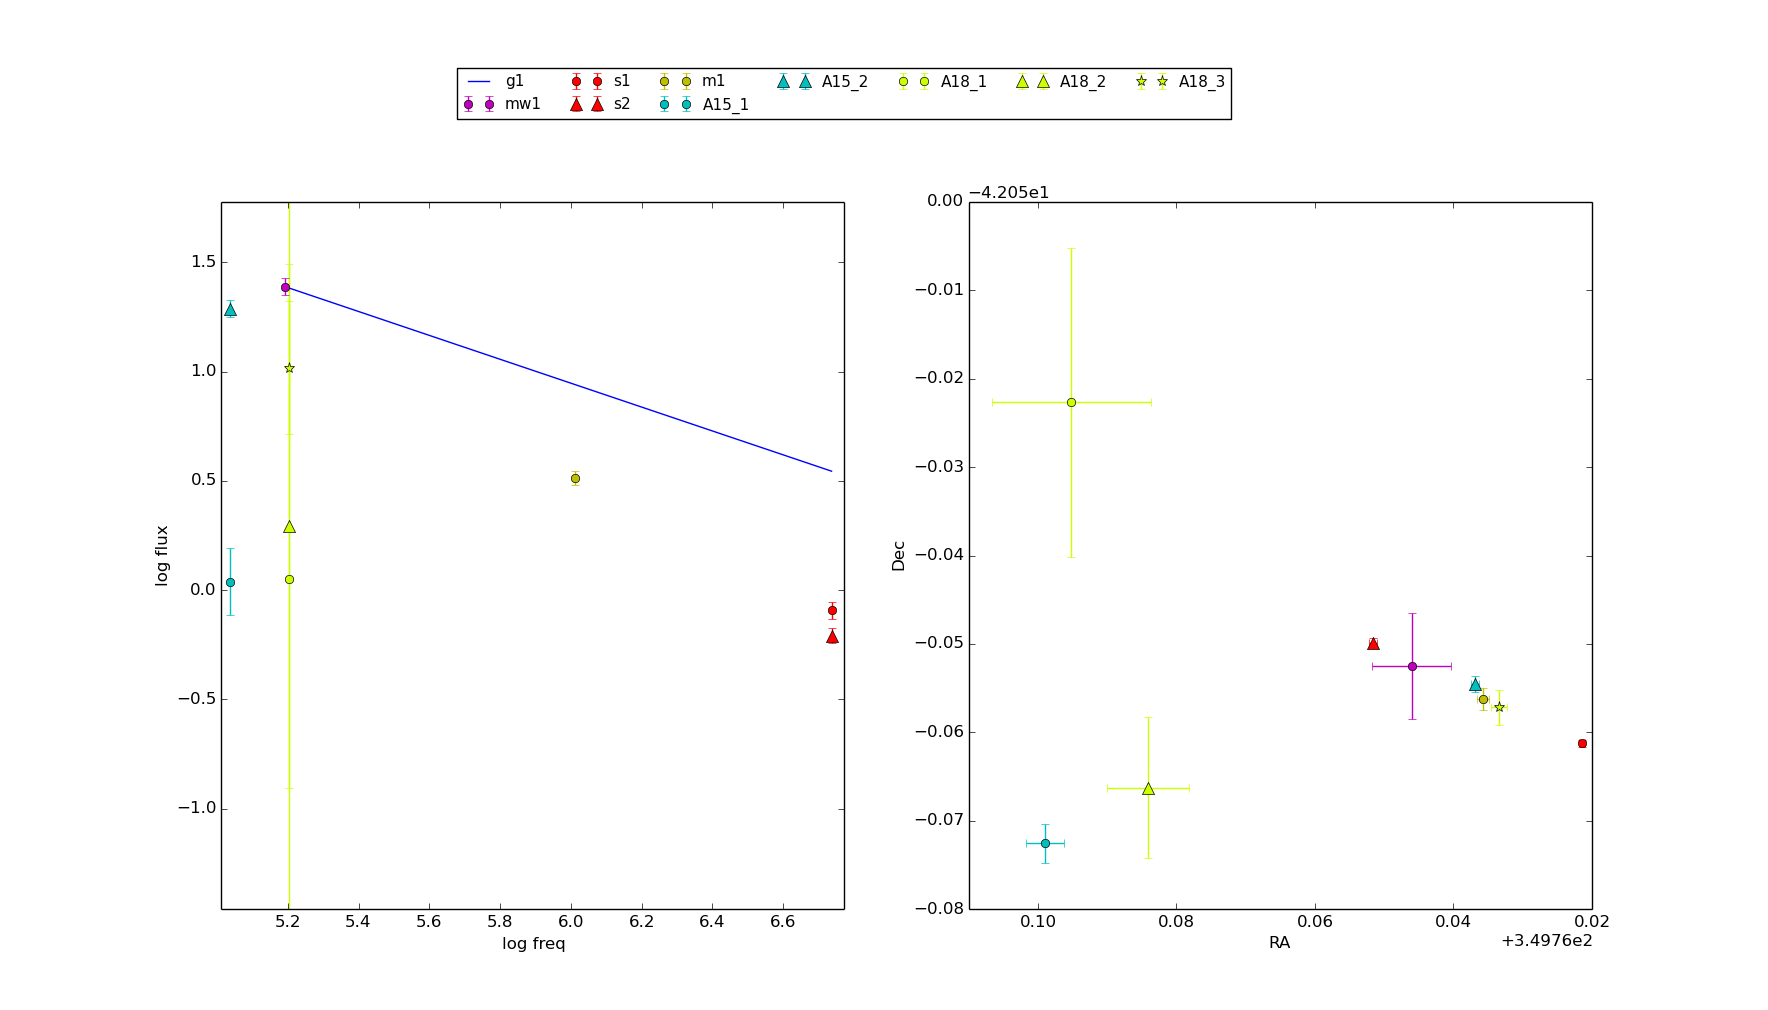 g1 s1 m1 A15_2 A18_1 A18_2 A18_3
mw1 s2 A15_1
−4.205e1
1.5
1.0
0.5
0.0
−0.5
−1.0
log flux
5.2 5.4 5.6 5.8 6.0 6.2 6.4 6.6
log freq
0.00
−0.01
−0.02
−0.03
−0.04
−0.05
−0.06
−0.07
−0.08
Dec
0.10 0.08 0.06 0.04 0.02
RA
+3.4976e2